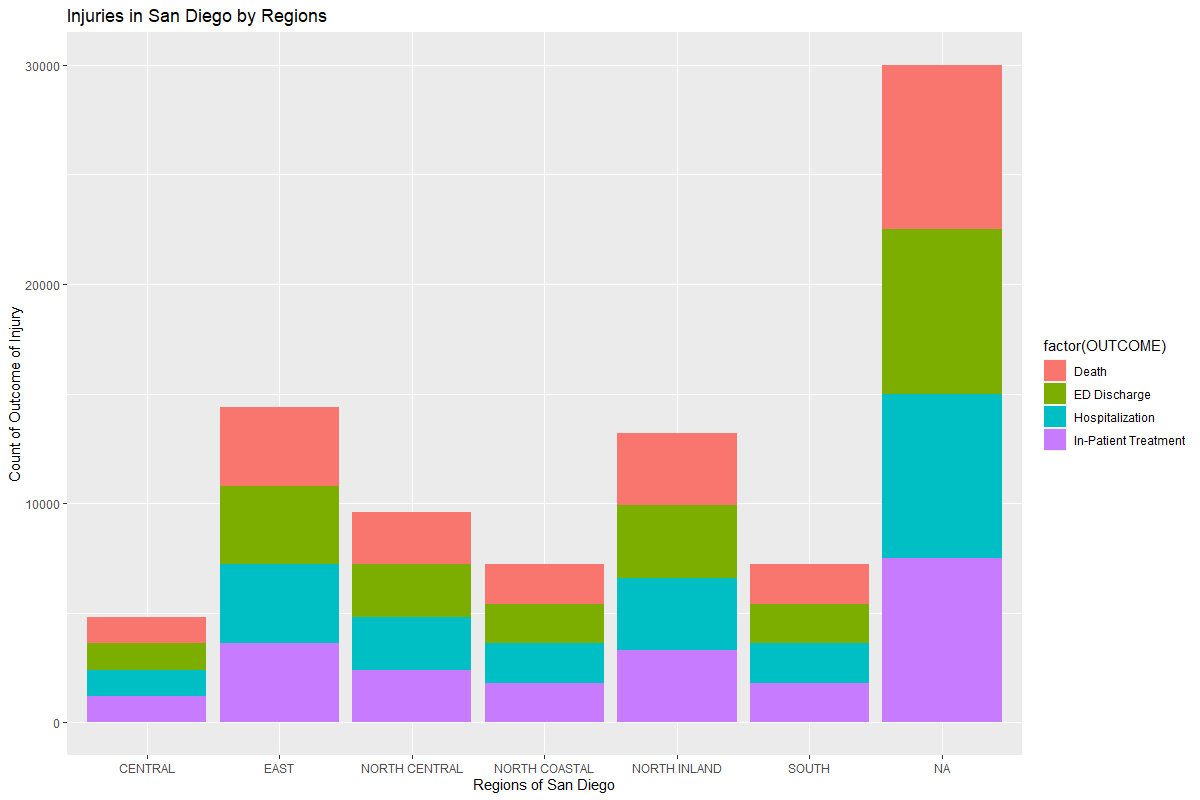 Injuries in San Diego by Regions
Count of Outcome of Injury
30000
20000
10000
0
CENTRAL
EAST
NORTH CENTRAL
NORTH COASTAL
NORTH INLAND
SOUTH
NA
Regions of San Diego
factor(OUTCOME)
Death
ED Discharge
Hospitalization
In-Patient Treatment